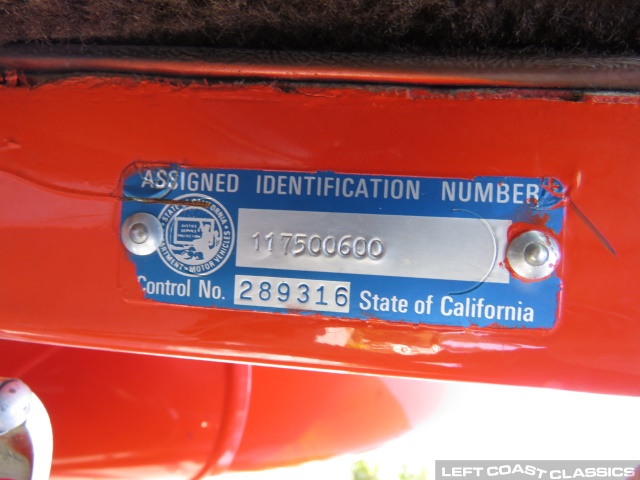 ASSIGNED IDENTIFICATION NUMBER
117500600
Control No. 289316 State of California
LEFT COAST CLASSICS